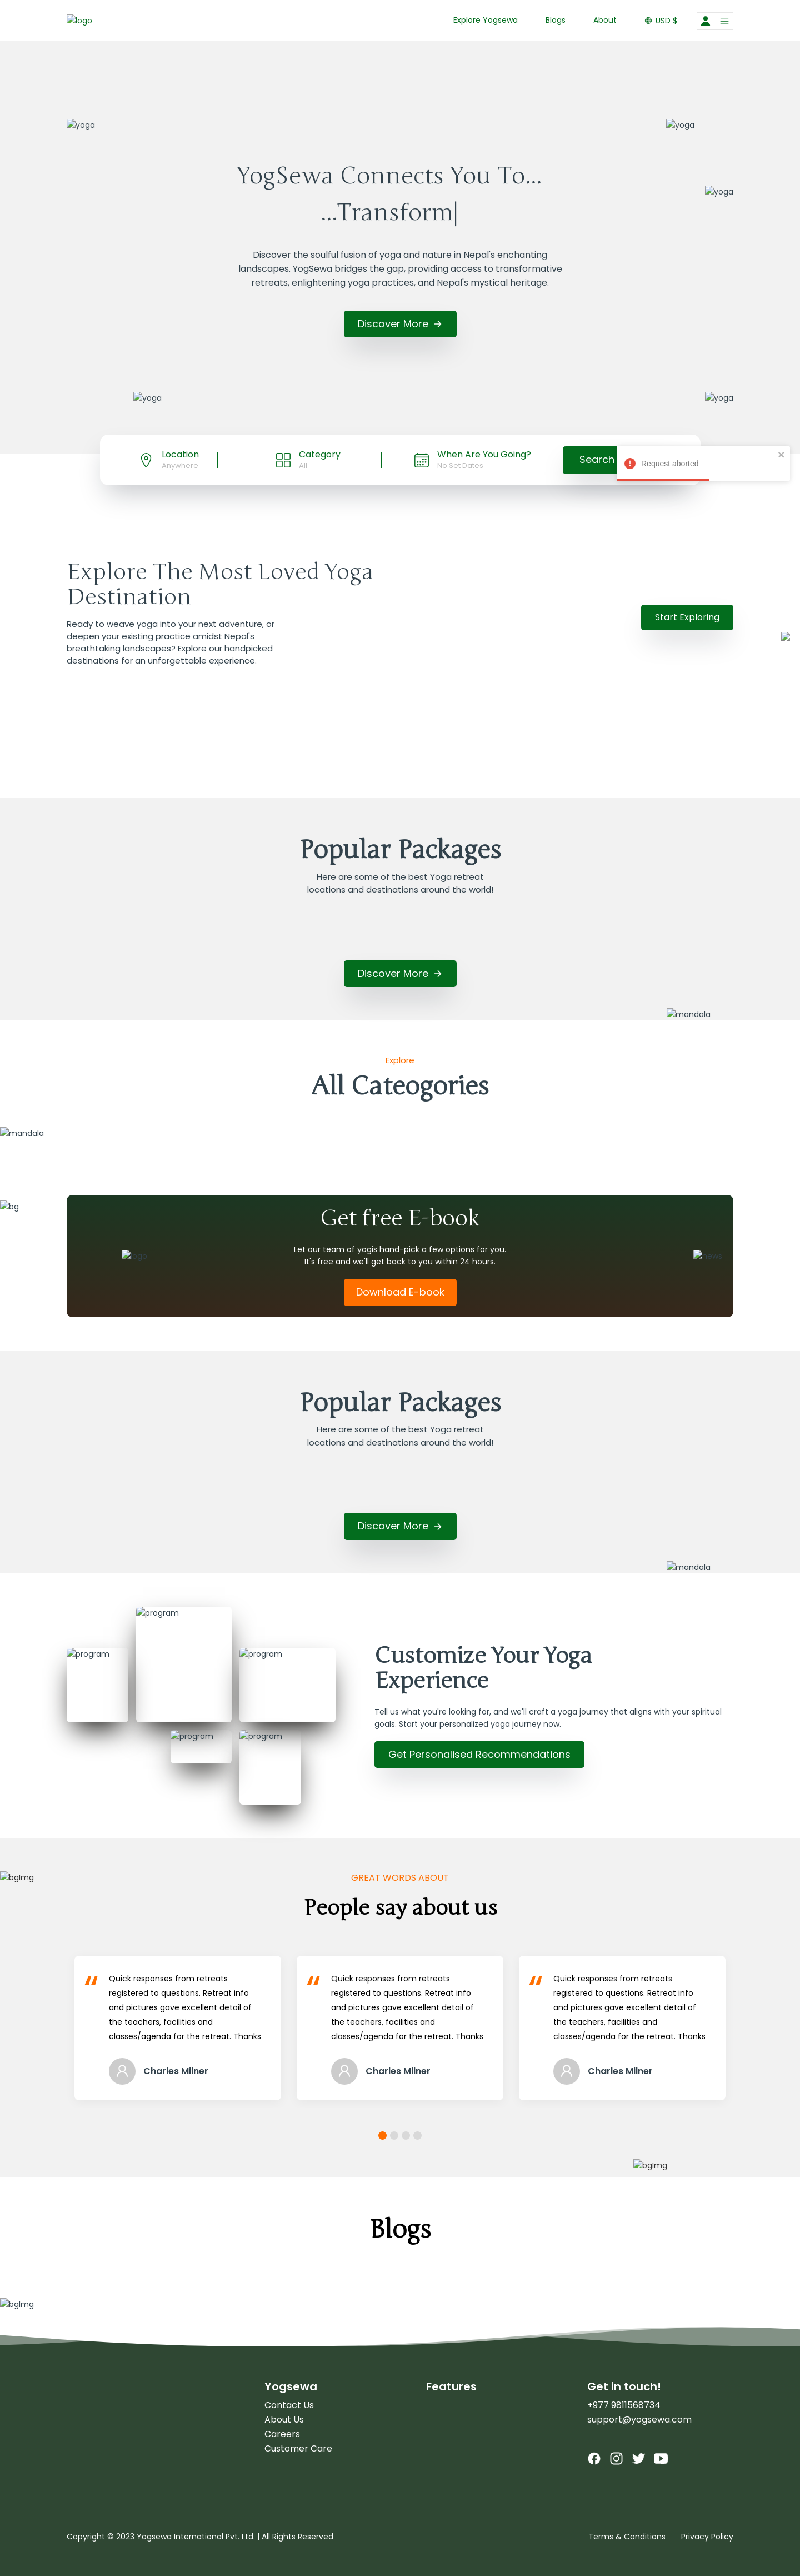 logo
Explore Yogsewa
Blogs
About
USD $
yoga
yoga
YogSewa Connects You To...
yoga
...Transform|
Discover the soulful fusion of yoga and nature in Nepal's enchanting
landscapes. YogSewa bridges the gap, providing access to transformative
retreats, enlightening yoga practices, and Nepal's mystical heritage.
Discover More
yoga
yoga
Location
Anywhere
Category
All
When Are You Going?
No Set Dates
Search
Request aborted
Explore The Most Loved Yoga
Destination
Ready to weave yoga into your next adventure, or
deepen your existing practice amidst Nepal's
breathtaking landscapes? Explore our handpicked
destinations for an unforgettable experience.
Start Exploring
Popular Packages
Here are some of the best Yoga retreat
locations and destinations around the world!
Discover More
mandala
Explore
All Cateogories
mandala
bg
Get free E-book
Let our team of yogis hand-pick a few options for you.
It's free and we'll get back to you within 24 hours.
Download E-book
Popular Packages
Here are some of the best Yoga retreat
locations and destinations around the world!
Discover More
mandala
program
program
program
program
program
Customize Your Yoga
Experience
Tell us what you're looking for, and we'll craft a yoga journey that aligns with your spiritual
goals. Start your personalized yoga journey now.
Get Personalised Recommendations
bgImg
GREAT WORDS ABOUT
People say about us
Quick responses from retreats
registered to questions. Retreat info
and pictures gave excellent detail of
the teachers, facilities and
classes/agenda for the retreat. Thanks
Charles Milner
Quick responses from retreats
registered to questions. Retreat info
and pictures gave excellent detail of
the teachers, facilities and
classes/agenda for the retreat. Thanks
Charles Milner
Quick responses from retreats
registered to questions. Retreat info
and pictures gave excellent detail of
the teachers, facilities and
classes/agenda for the retreat. Thanks
Charles Milner
bgImg
Blogs
bgImg
Yogsewa
Contact Us
About Us
Careers
Customer Care
Features
Get in touch!
+977 9811568734
support@yogsewa.com
Copyright © 2023 Yogsewa International Pvt. Ltd. | All Rights Reserved
Terms & Conditions
Privacy Policy